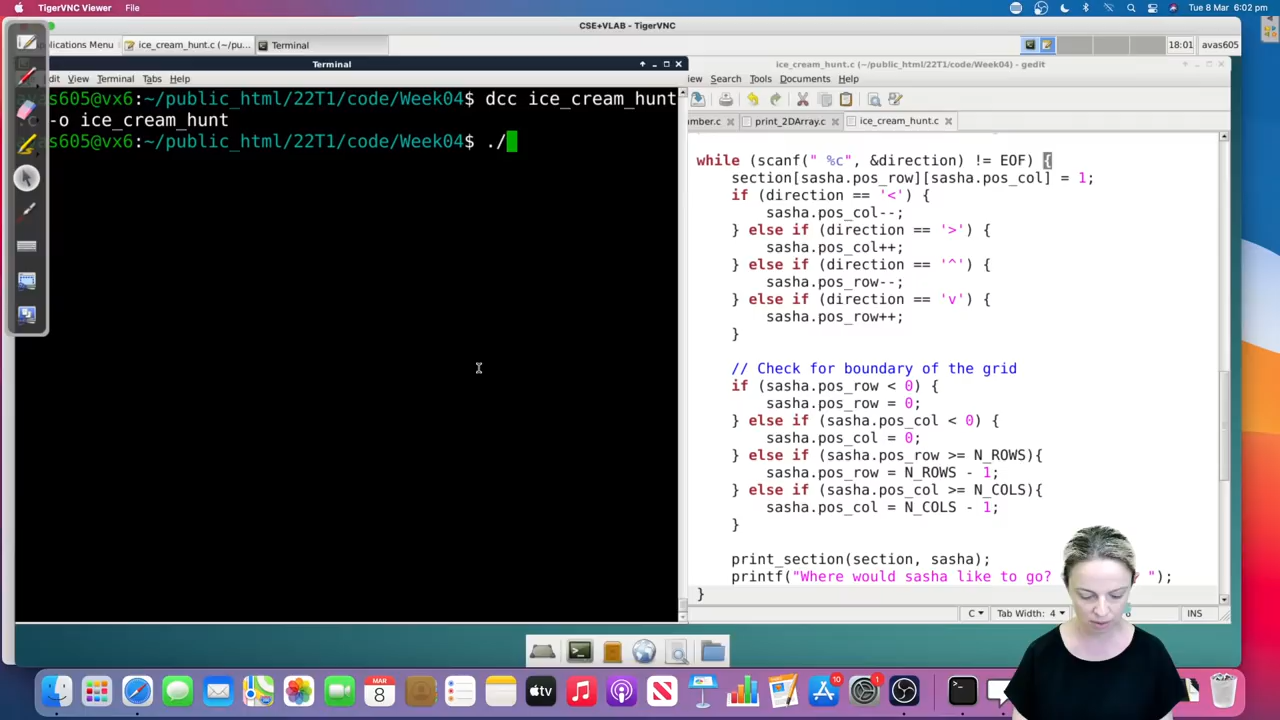 TigerVNC Viewer File Tue 8 Mar 6:02 pm
CSE+VLAB - TigerVNC
plications Menu ice_cream_hunt.c (~/pu... Terminal 18:01 avas605
Terminal
dit View Terminal Tabs Help
s605@vx6:~/public_html/22T1/code/Week04$ dcc ice_cream_hunt
-o ice_cream_hunt
s605@vx6:~/public_html/22T1/code/Week04$ ./
ice_cream_hunt.c (~/public_html/22T1/code/Week04) - gedit
ew Search Tools Documents Help
umber.c print_2DArray.c ice_cream_hunt.c
while (scanf(" %c", &direction) != EOF) {
section[sasha.pos_row][sasha.pos_col] = 1;
if (direction == '<') {
sasha.pos_col--;
} else if (direction == '>') {
sasha.pos_col++;
} else if (direction == '^') {
sasha.pos_row--;
} else if (direction == 'v') {
sasha.pos_row++;
}
// Check for boundary of the grid
if (sasha.pos_row < 0) {
sasha.pos_row = 0;
} else if (sasha.pos_col < 0) {
sasha.pos_col = 0;
} else if (sasha.pos_row >= N_ROWS){
sasha.pos_row = N_ROWS - 1;
} else if (sasha.pos_col >= N_COLS){
sasha.pos_col = N_COLS - 1;
}
print_section(section, sasha);
printf("Where would sasha like to go? ");
}
C Tab Width: 4 INS
MAR
8
tv
10
1